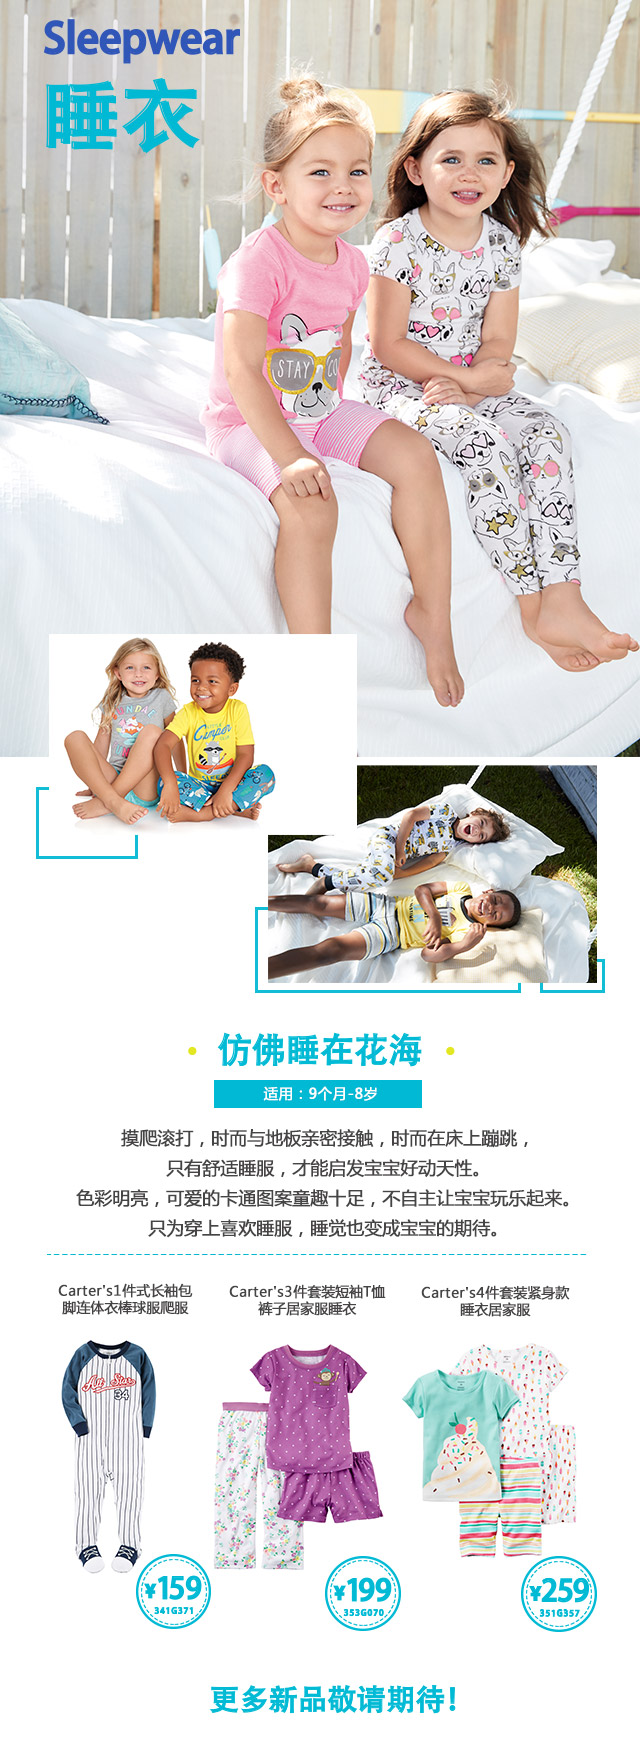 Sleepwear
睡衣
STAY CO
Camper
仿佛睡在花海
适用：9个月-8岁
摸爬滚打，时而与地板亲密接触，时而在床上蹦跳，
只有舒适睡服，才能启发宝宝好动天性。
色彩明亮，可爱的卡通图案童趣十足，不自主让宝宝玩乐起来。
只为穿上喜欢睡服，睡觉也变成宝宝的期待。
Carter's1件式长袖包
脚连体衣棒球服爬服
Carter's3件套装短袖T恤
裤子居家服睡衣
Carter's4件套装紧身款
睡衣居家服
All Star
34
¥159
341G371
¥199
353G070
¥259
351G357
更多新品敬请期待!